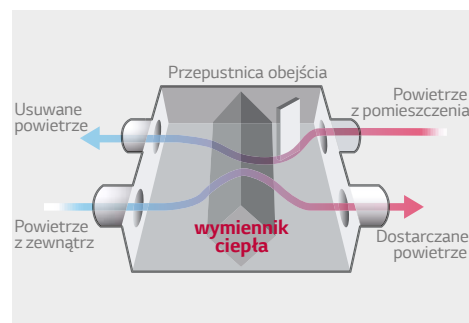 Przepustnica obejścia
Usuwane
powietrze
Powietrze
z pomieszczenia
Powietrze
z zewnątrz
wymiennik
ciepła
Dostarczane
powietrze